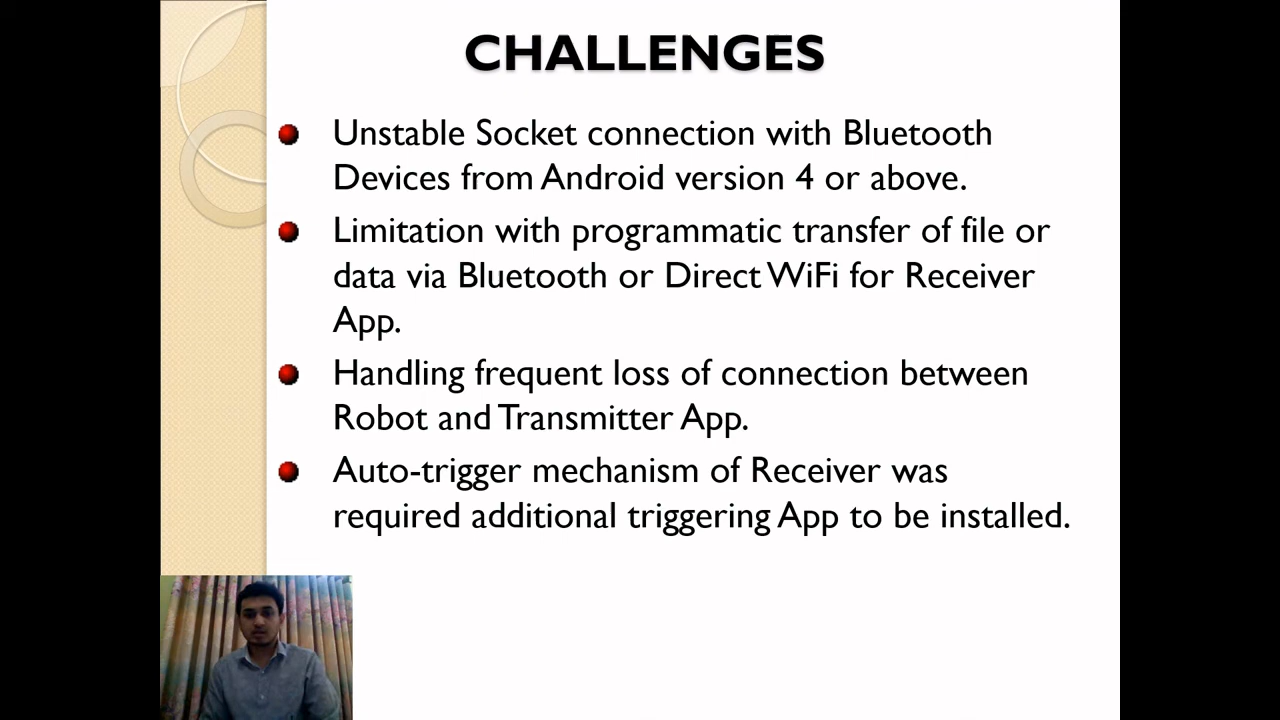 CHALLENGES
Unstable Socket connection with Bluetooth
Devices from Android version 4 or above.
Limitation with programmatic transfer of file or
data via Bluetooth or Direct WiFi for Receiver
App.
Handling frequent loss of connection between
Robot and Transmitter App.
Auto-trigger mechanism of Receiver was
required additional triggering App to be installed.